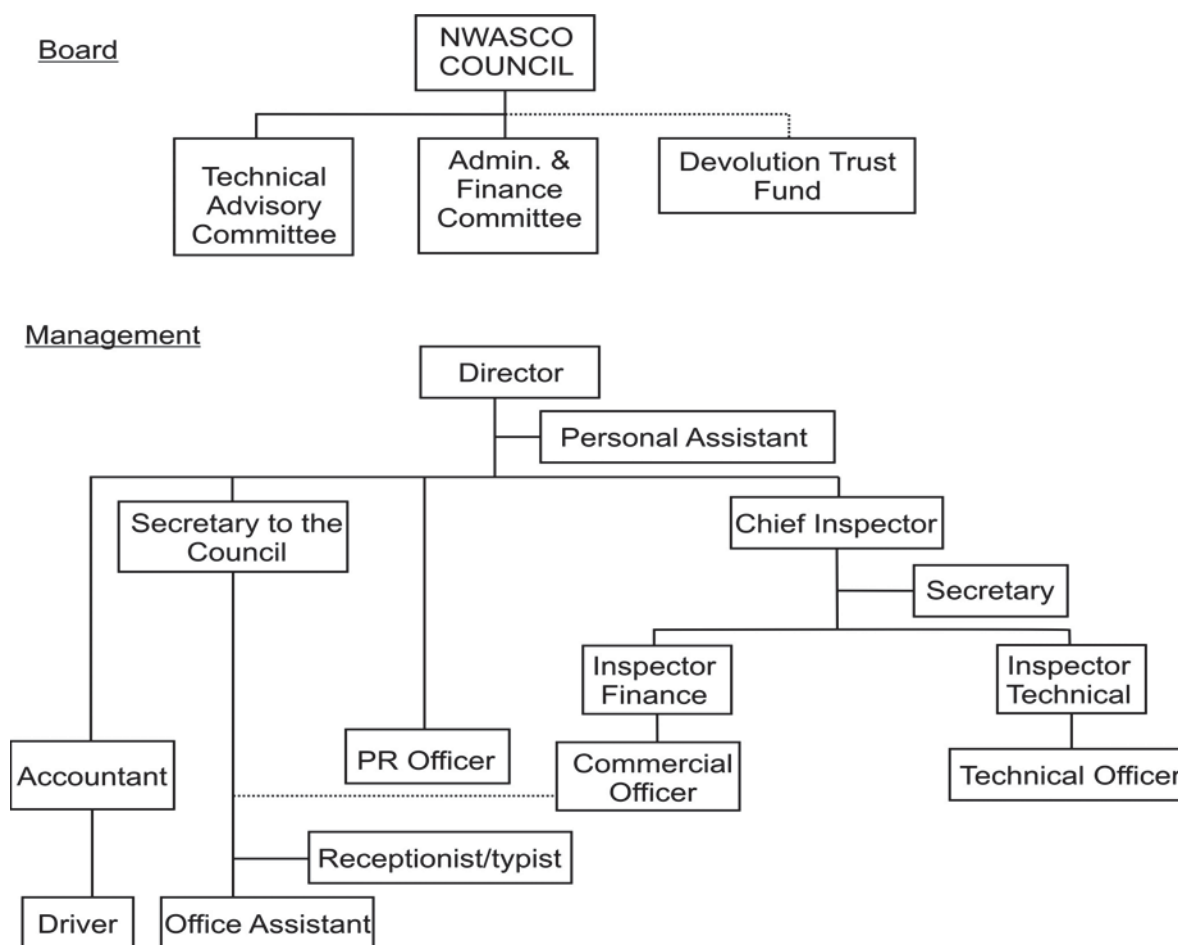 Board
NWASCO
COUNCIL
Technical
Advisory
Committee
Admin. &
Finance
Committee
Devolution Trust
Fund
Management
Director
Personal Assistant
Secretary to the
Council
Chief Inspector
Secretary
Inspector
Finance
Inspector
Technical
Accountant
PR Officer
Commercial
Officer
Technical Officer
Receptionist/typist
Driver
Office Assistant